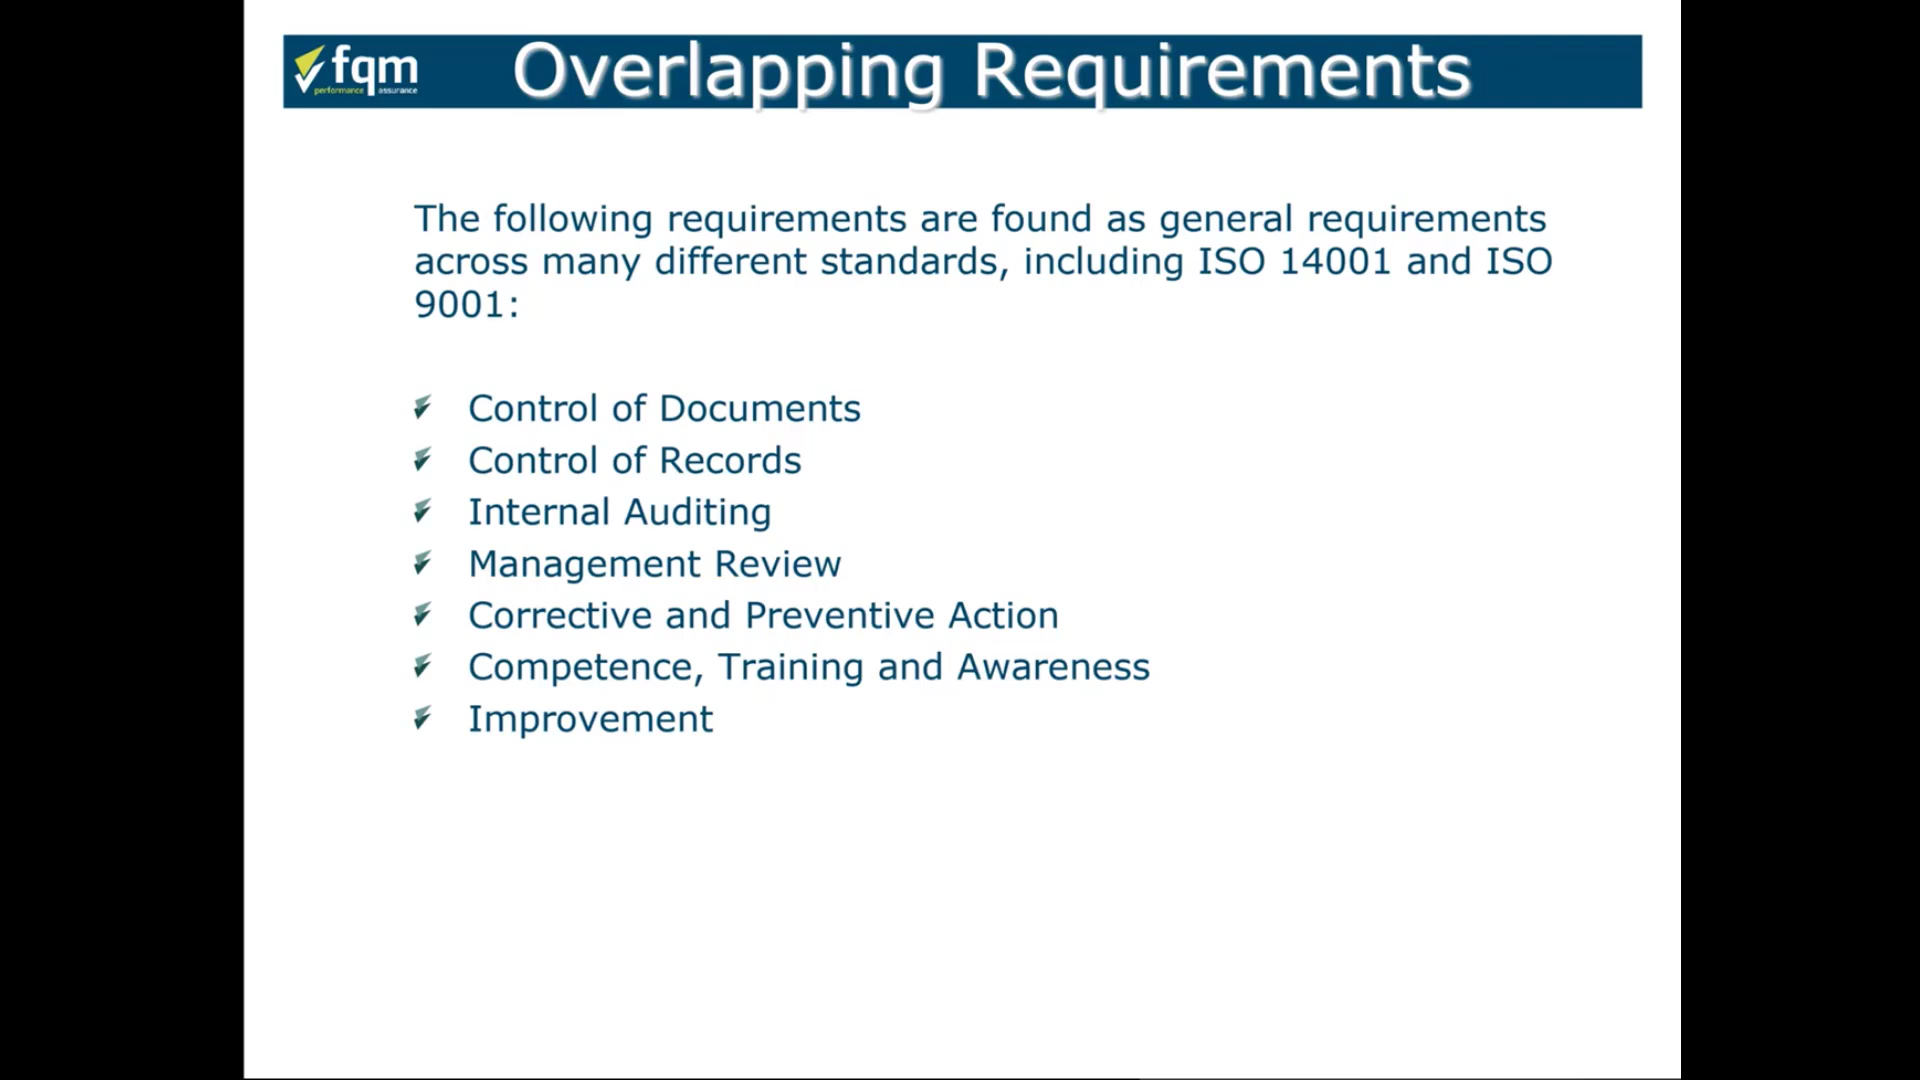 fqm
performance assurance
Overlapping Requirements
The following requirements are found as general requirements
across many different standards, including ISO 14001 and ISO
9001:
Control of Documents
Control of Records
Internal Auditing
Management Review
Corrective and Preventive Action
Competence, Training and Awareness
Improvement